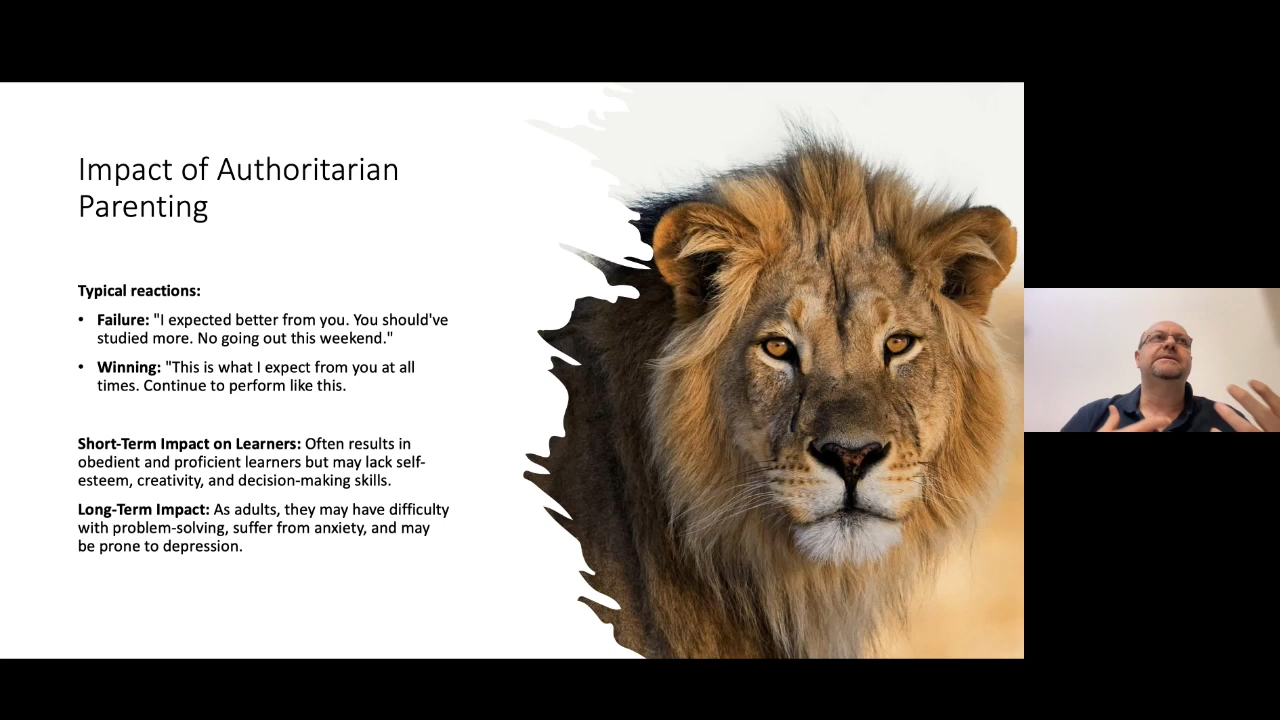 Impact of Authoritarian
Parenting
Typical reactions:
• Failure: "I expected better from you. You should've
studied more. No going out this weekend."
• Winning: "This is what I expect from you at all
times. Continue to perform like this.
Short-Term Impact on Learners: Often results in
obedient and proficient learners but may lack self-
esteem, creativity, and decision-making skills.
Long-Term Impact: As adults, they may have difficulty
with problem-solving, suffer from anxiety, and may
be prone to depression.